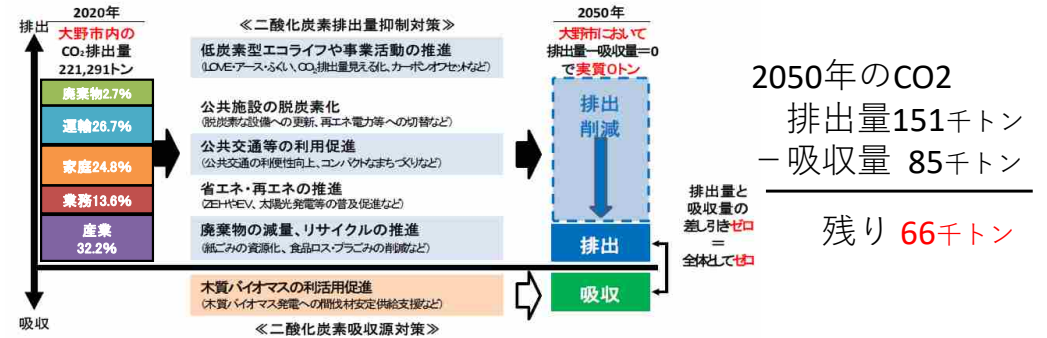 排出
2020年
大野市内の
CO₂排出量
221,291トン
廃棄物2.7%
運輸26.7%
家庭24.8%
業務13.6%
産業
32.2%
吸収
≪二酸化炭素排出量抑制対策≫
低炭素型エコライフや事業活動の推進
(LOVE・アース・ふくい、CO₂排出量見える化、カーボンオフセットなど)
公共施設の脱炭素化
(脱炭素な設備への更新、再エネ電力等への切替など)
公共交通等の利用促進
(公共交通の利便性向上、コンパクトなまちづくりなど)
省エネ・再エネの推進
(ZEHやEV、太陽光発電等の普及促進など)
廃棄物の減量、リサイクルの推進
(紙ごみの資源化、食品ロス・プラごみの削減など)
木質バイオマスの利活用促進
(木質バイオマス発電への間伐材安定供給支援など)
≪二酸化炭素吸収源対策≫
2050年
大野市において
排出量ー吸収量=0
で実質0トン
排出
削減
排出
吸収
排出量と
吸収量の
差し引きゼロ
=
全体としてゼロ
2050年のCO2
排出量151千トン
－吸収量 85千トン
残り 66千トン